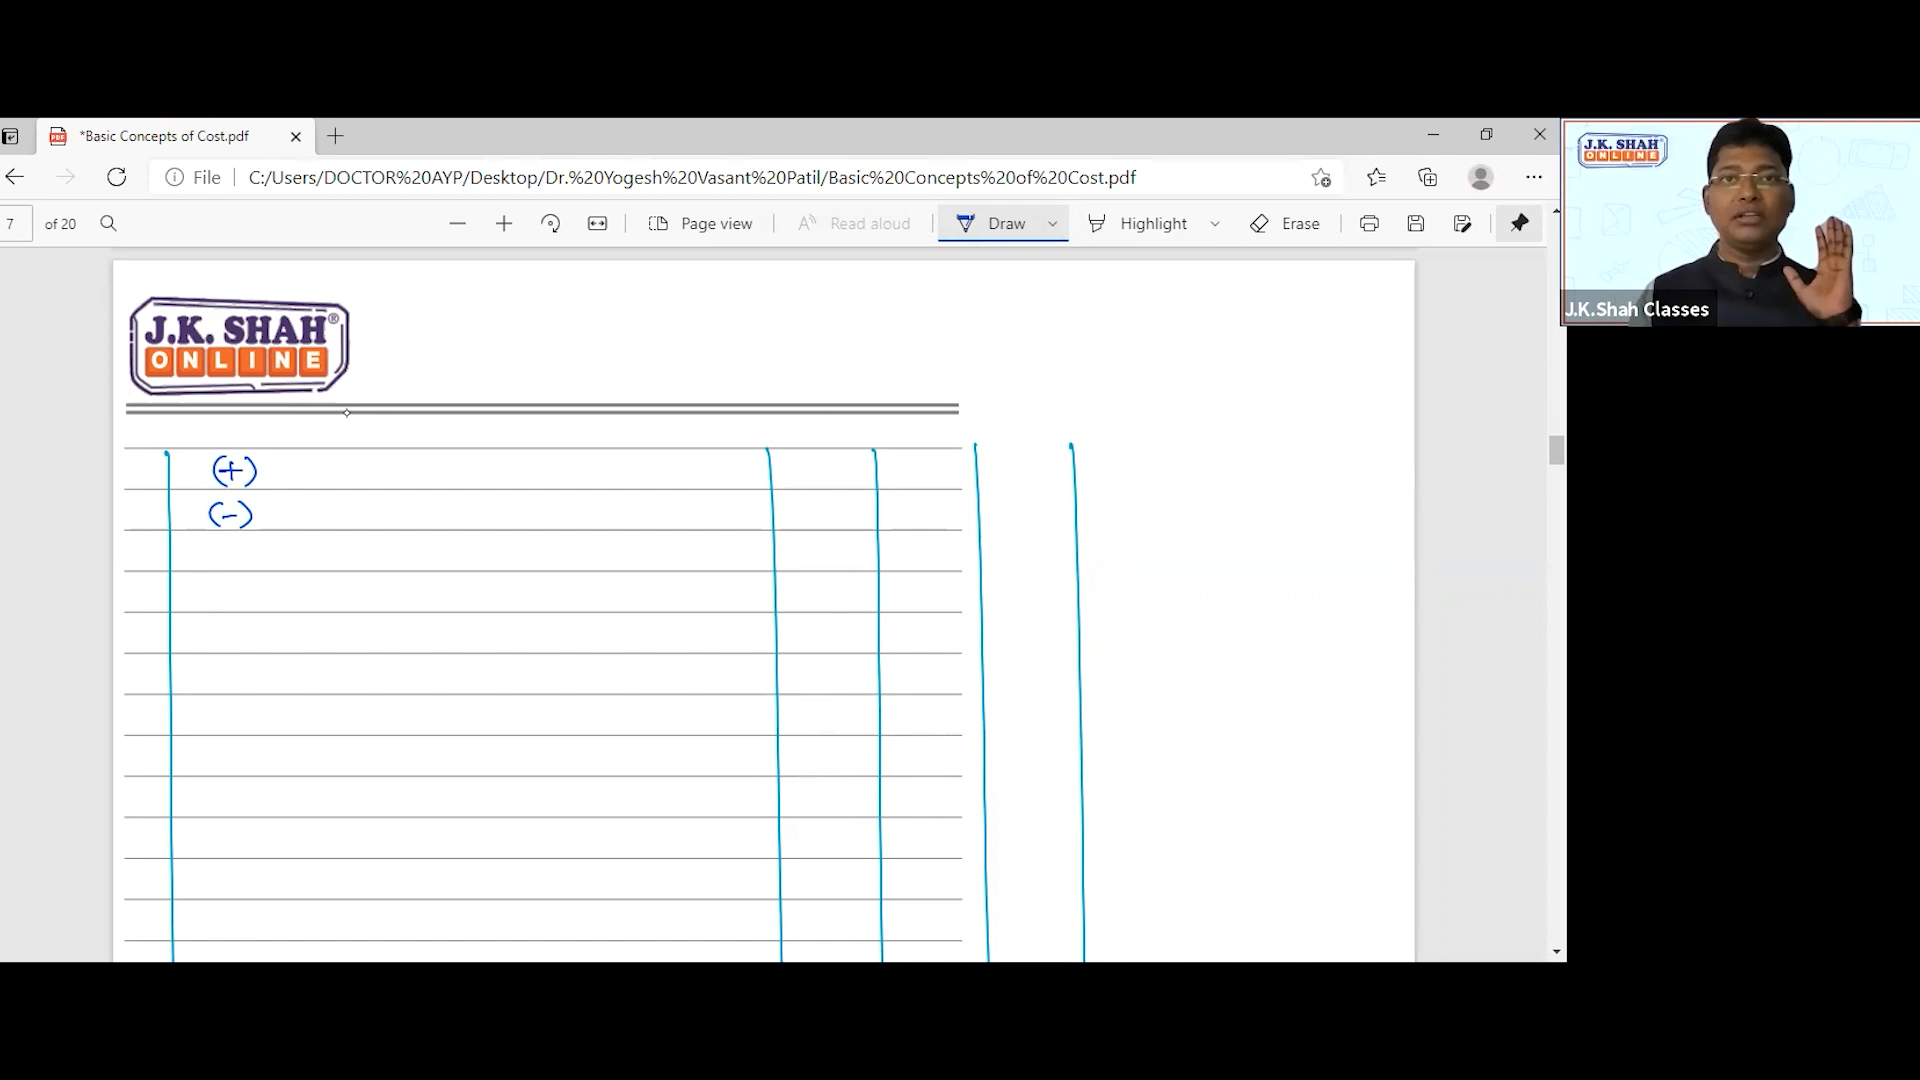 *Basic Concepts of Cost.pdf
File
C:/Users/DOCTOR%20AYP/Desktop/Dr.%20Yogesh%20Vasant%20Patil/Basic%20Concepts%20of%20Cost.pdf
7 of 20
Page view
Read aloud
Draw
Highlight
Erase
J.K. SHAH®
ONLINE
(+)
(-)
J.K. SHAH
ONLINE
J.K.Shah Classes